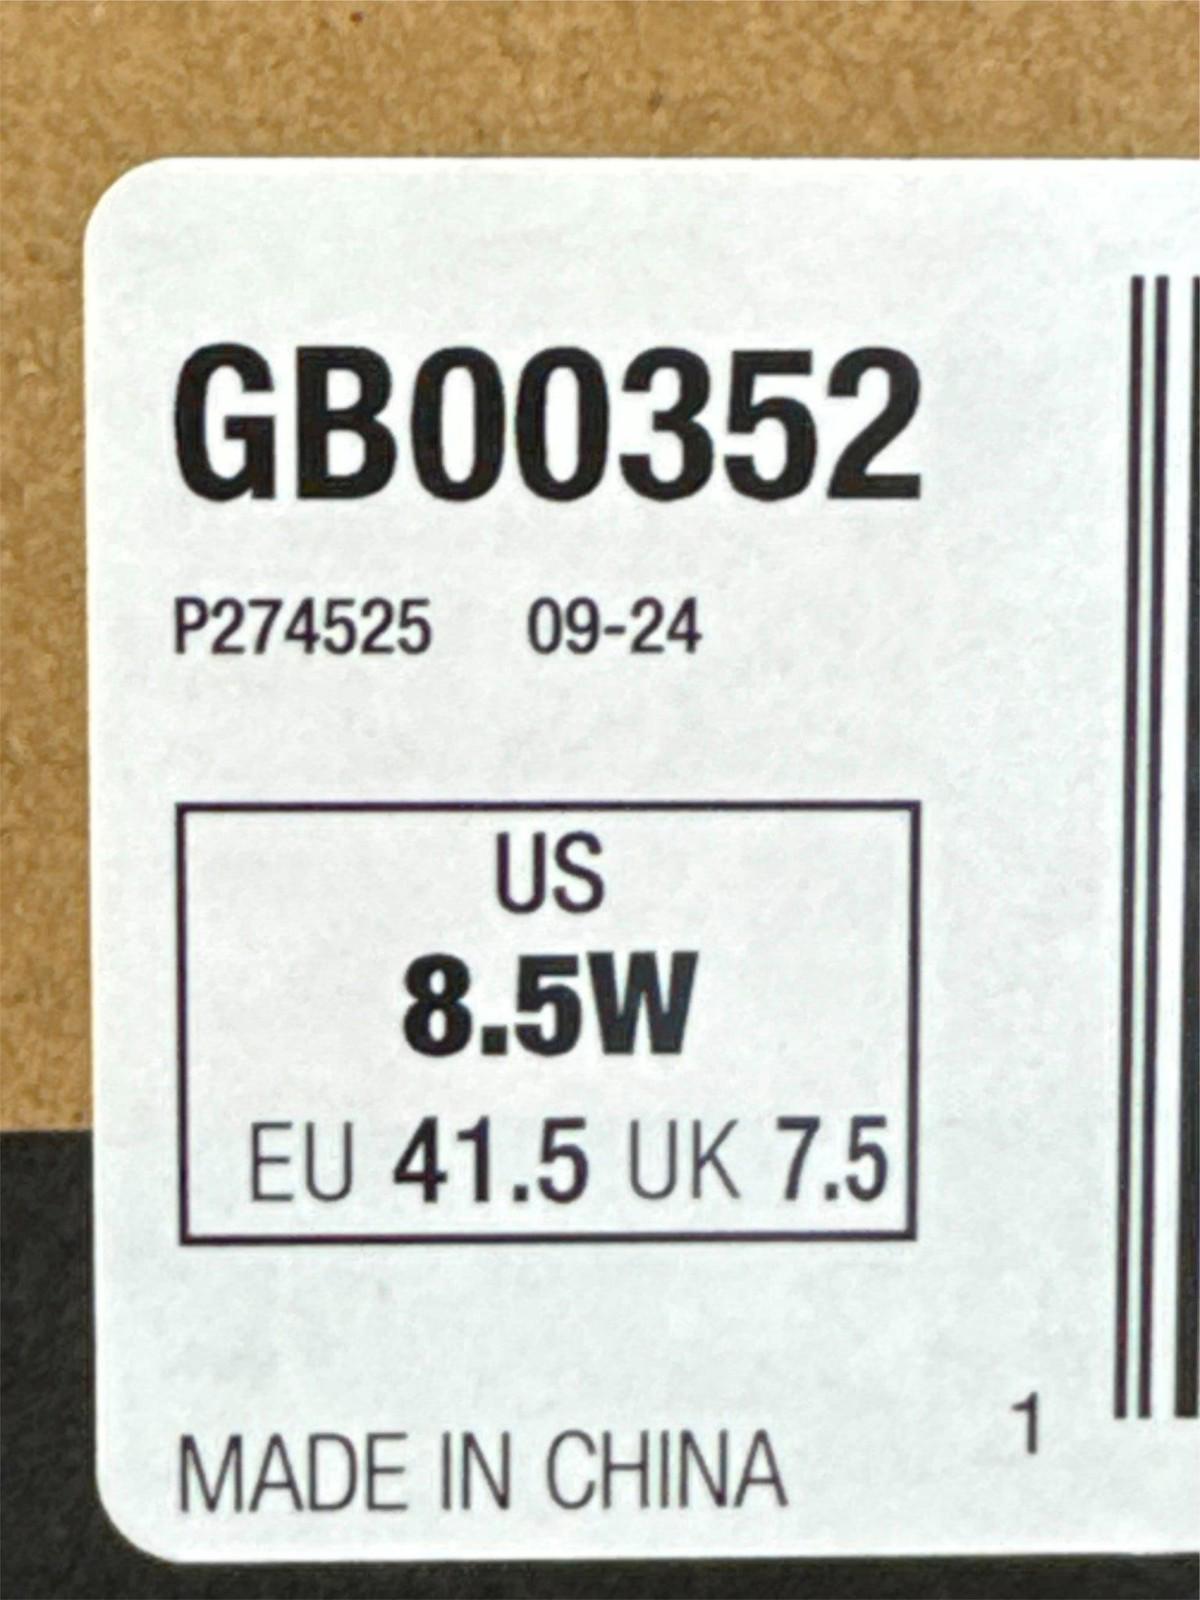 GB00352
P274525 09-24
US
8.5W
EU 41.5 UK 7.5
MADE IN CHINA
1